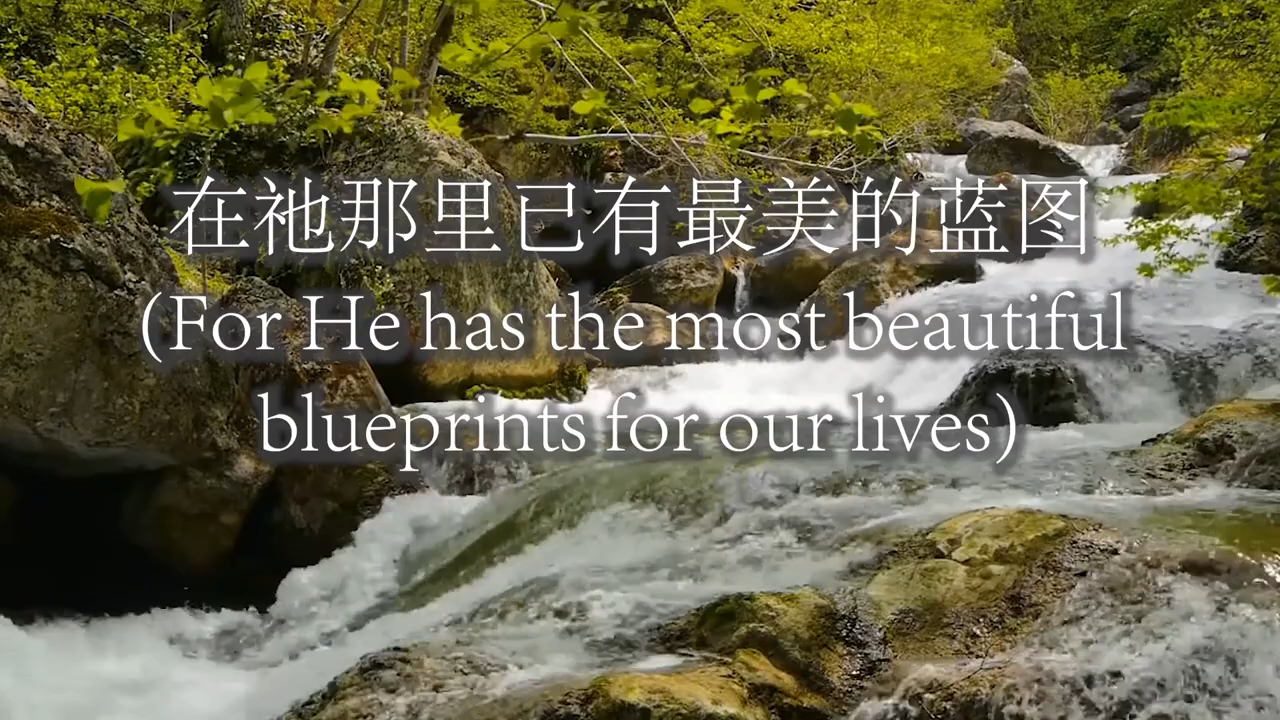 在祂那里已有最美的蓝图
(For He has the most beautiful
blueprints for our lives)